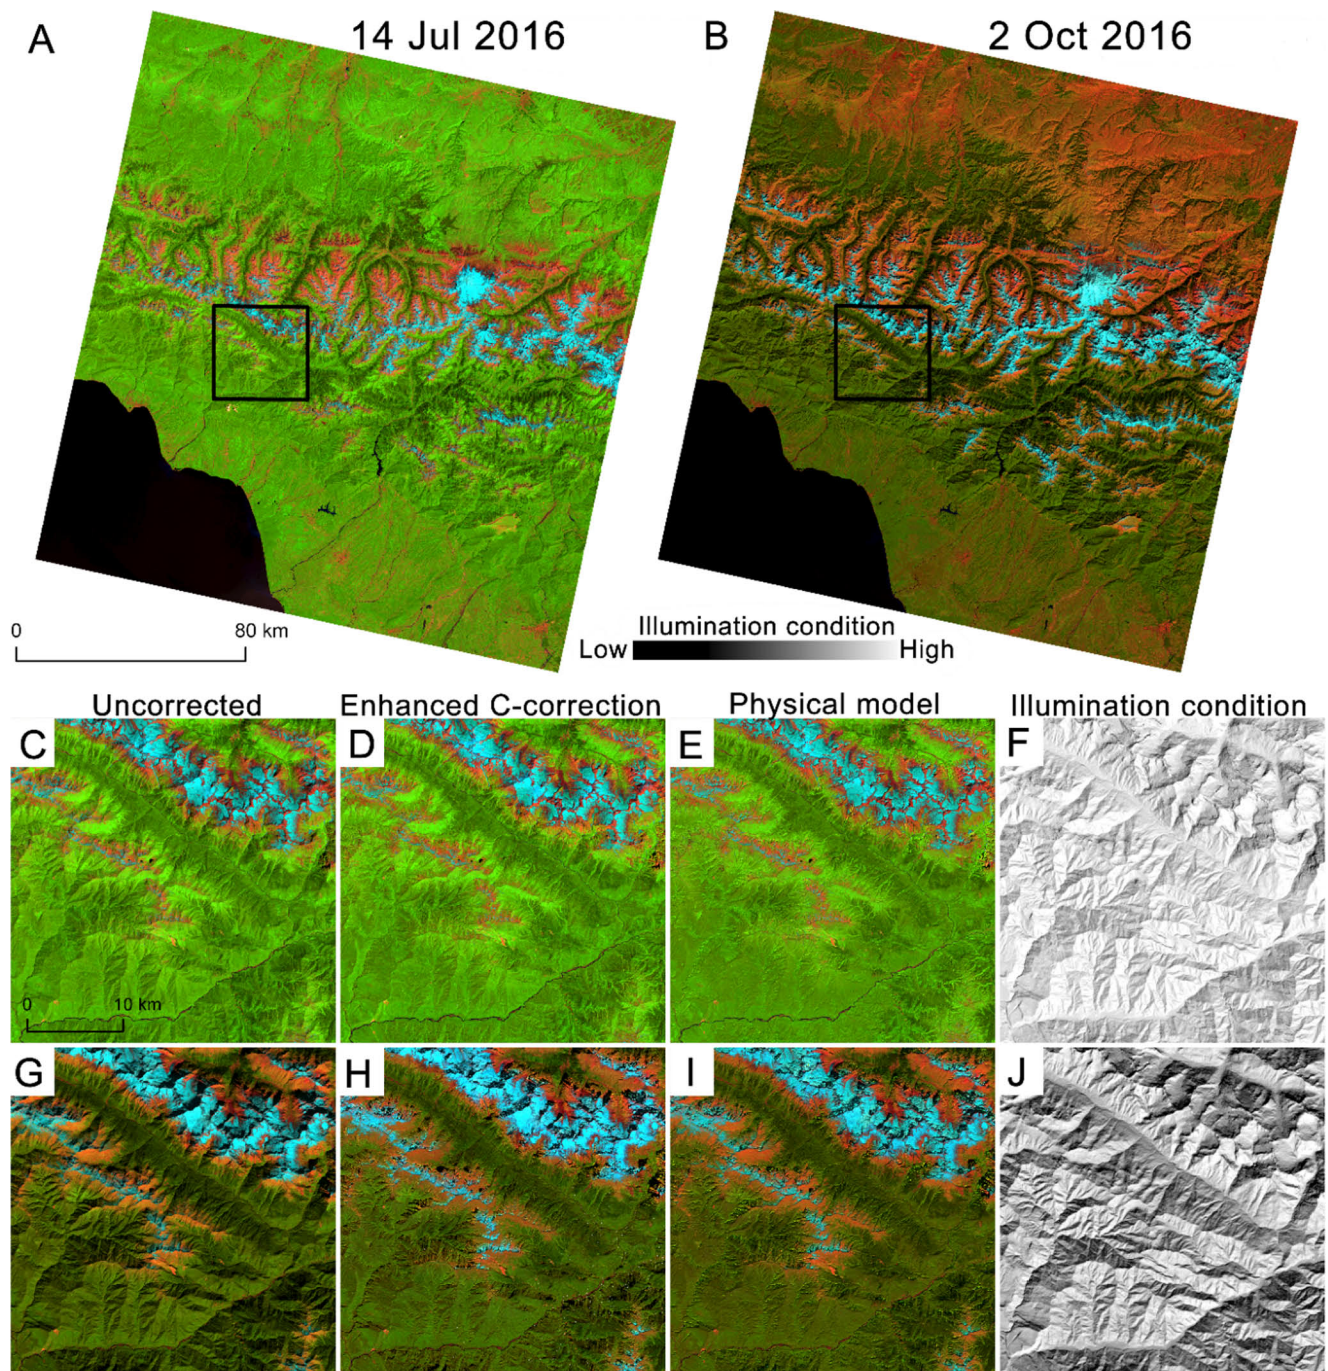 A
14 Jul 2016
B
2 Oct 2016
0
80 km
Illumination condition
Low
High
Uncorrected
Enhanced C-correction
Physical model
Illumination condition
C
D
E
F
0
10 km
G
H
I
J